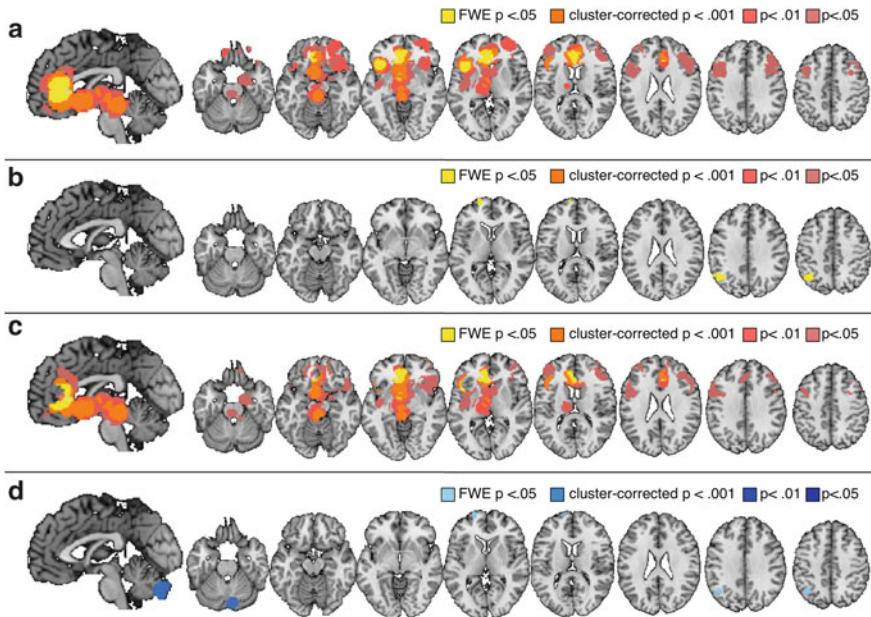 a
FWE p <.05 cluster-corrected p < .001 p< .01 p<.05
b
FWE p <.05 cluster-corrected p < .001 p< .01 p<.05
c
FWE p <.05 cluster-corrected p < .001 p< .01 p<.05
d
FWE p <.05 cluster-corrected p < .001 p< .01 p<.05